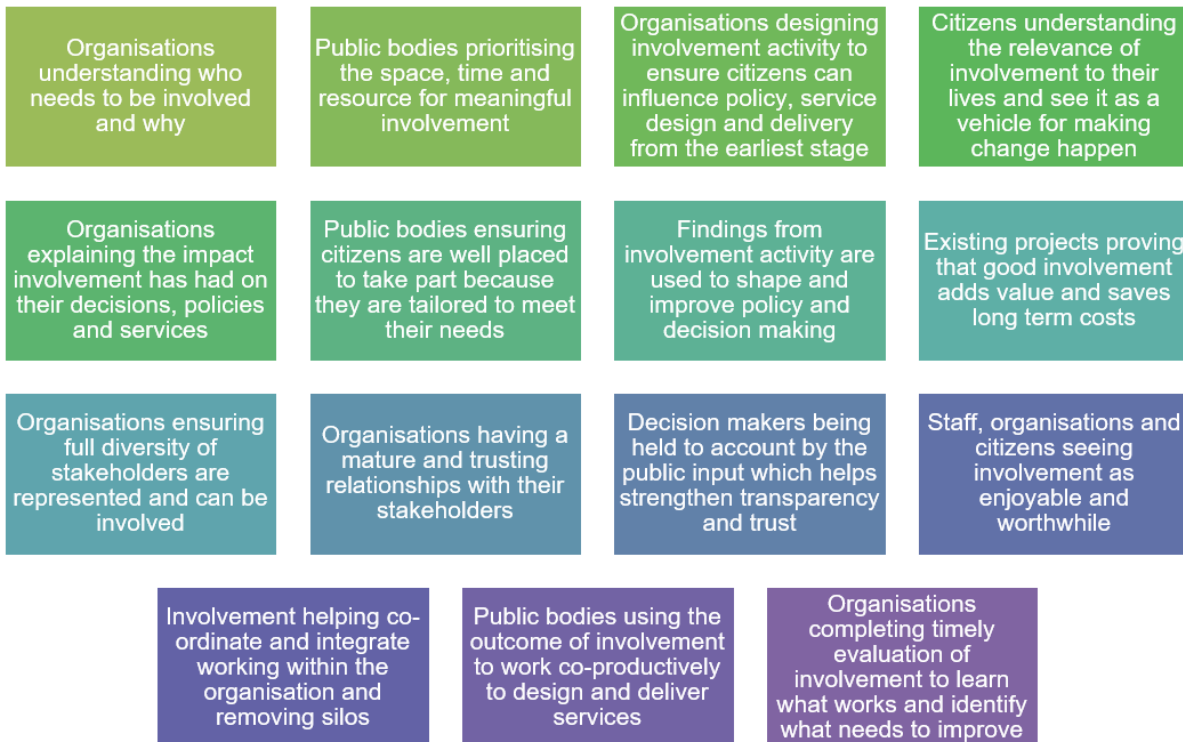 Organisations
understanding who
needs to be involved
and why
Public bodies prioritising
the space, time and
resource for meaningful
involvement
Organisations designing
involvement activity to
ensure citizens can
influence policy, service
design and delivery
from the earliest stage
Citizens understanding
the relevance of
involvement to their
lives and see it as a
vehicle for making
change happen
Organisations
explaining the impact
involvement has had on
their decisions, policies
and services
Public bodies ensuring
citizens are well placed
to take part because
they are tailored to meet
their needs
Findings from
involvement activity are
used to shape and
improve policy and
decision making
Existing projects proving
that good involvement
adds value and saves
long term costs
Organisations ensuring
full diversity of
stakeholders are
represented and can be
involved
Organisations having a
mature and trusting
relationships with their
stakeholders
Decision makers being
held to account by the
public input which helps
strengthen transparency
and trust
Staff, organisations and
citizens seeing
involvement as
enjoyable and
worthwhile
Involvement helping co-
ordinate and integrate
working within the
organisation and
removing silos
Public bodies using the
outcome of involvement
to work co-productively
to design and deliver
services
Organisations
completing timely
evaluation of
involvement to learn
what works and identify
what needs to improve